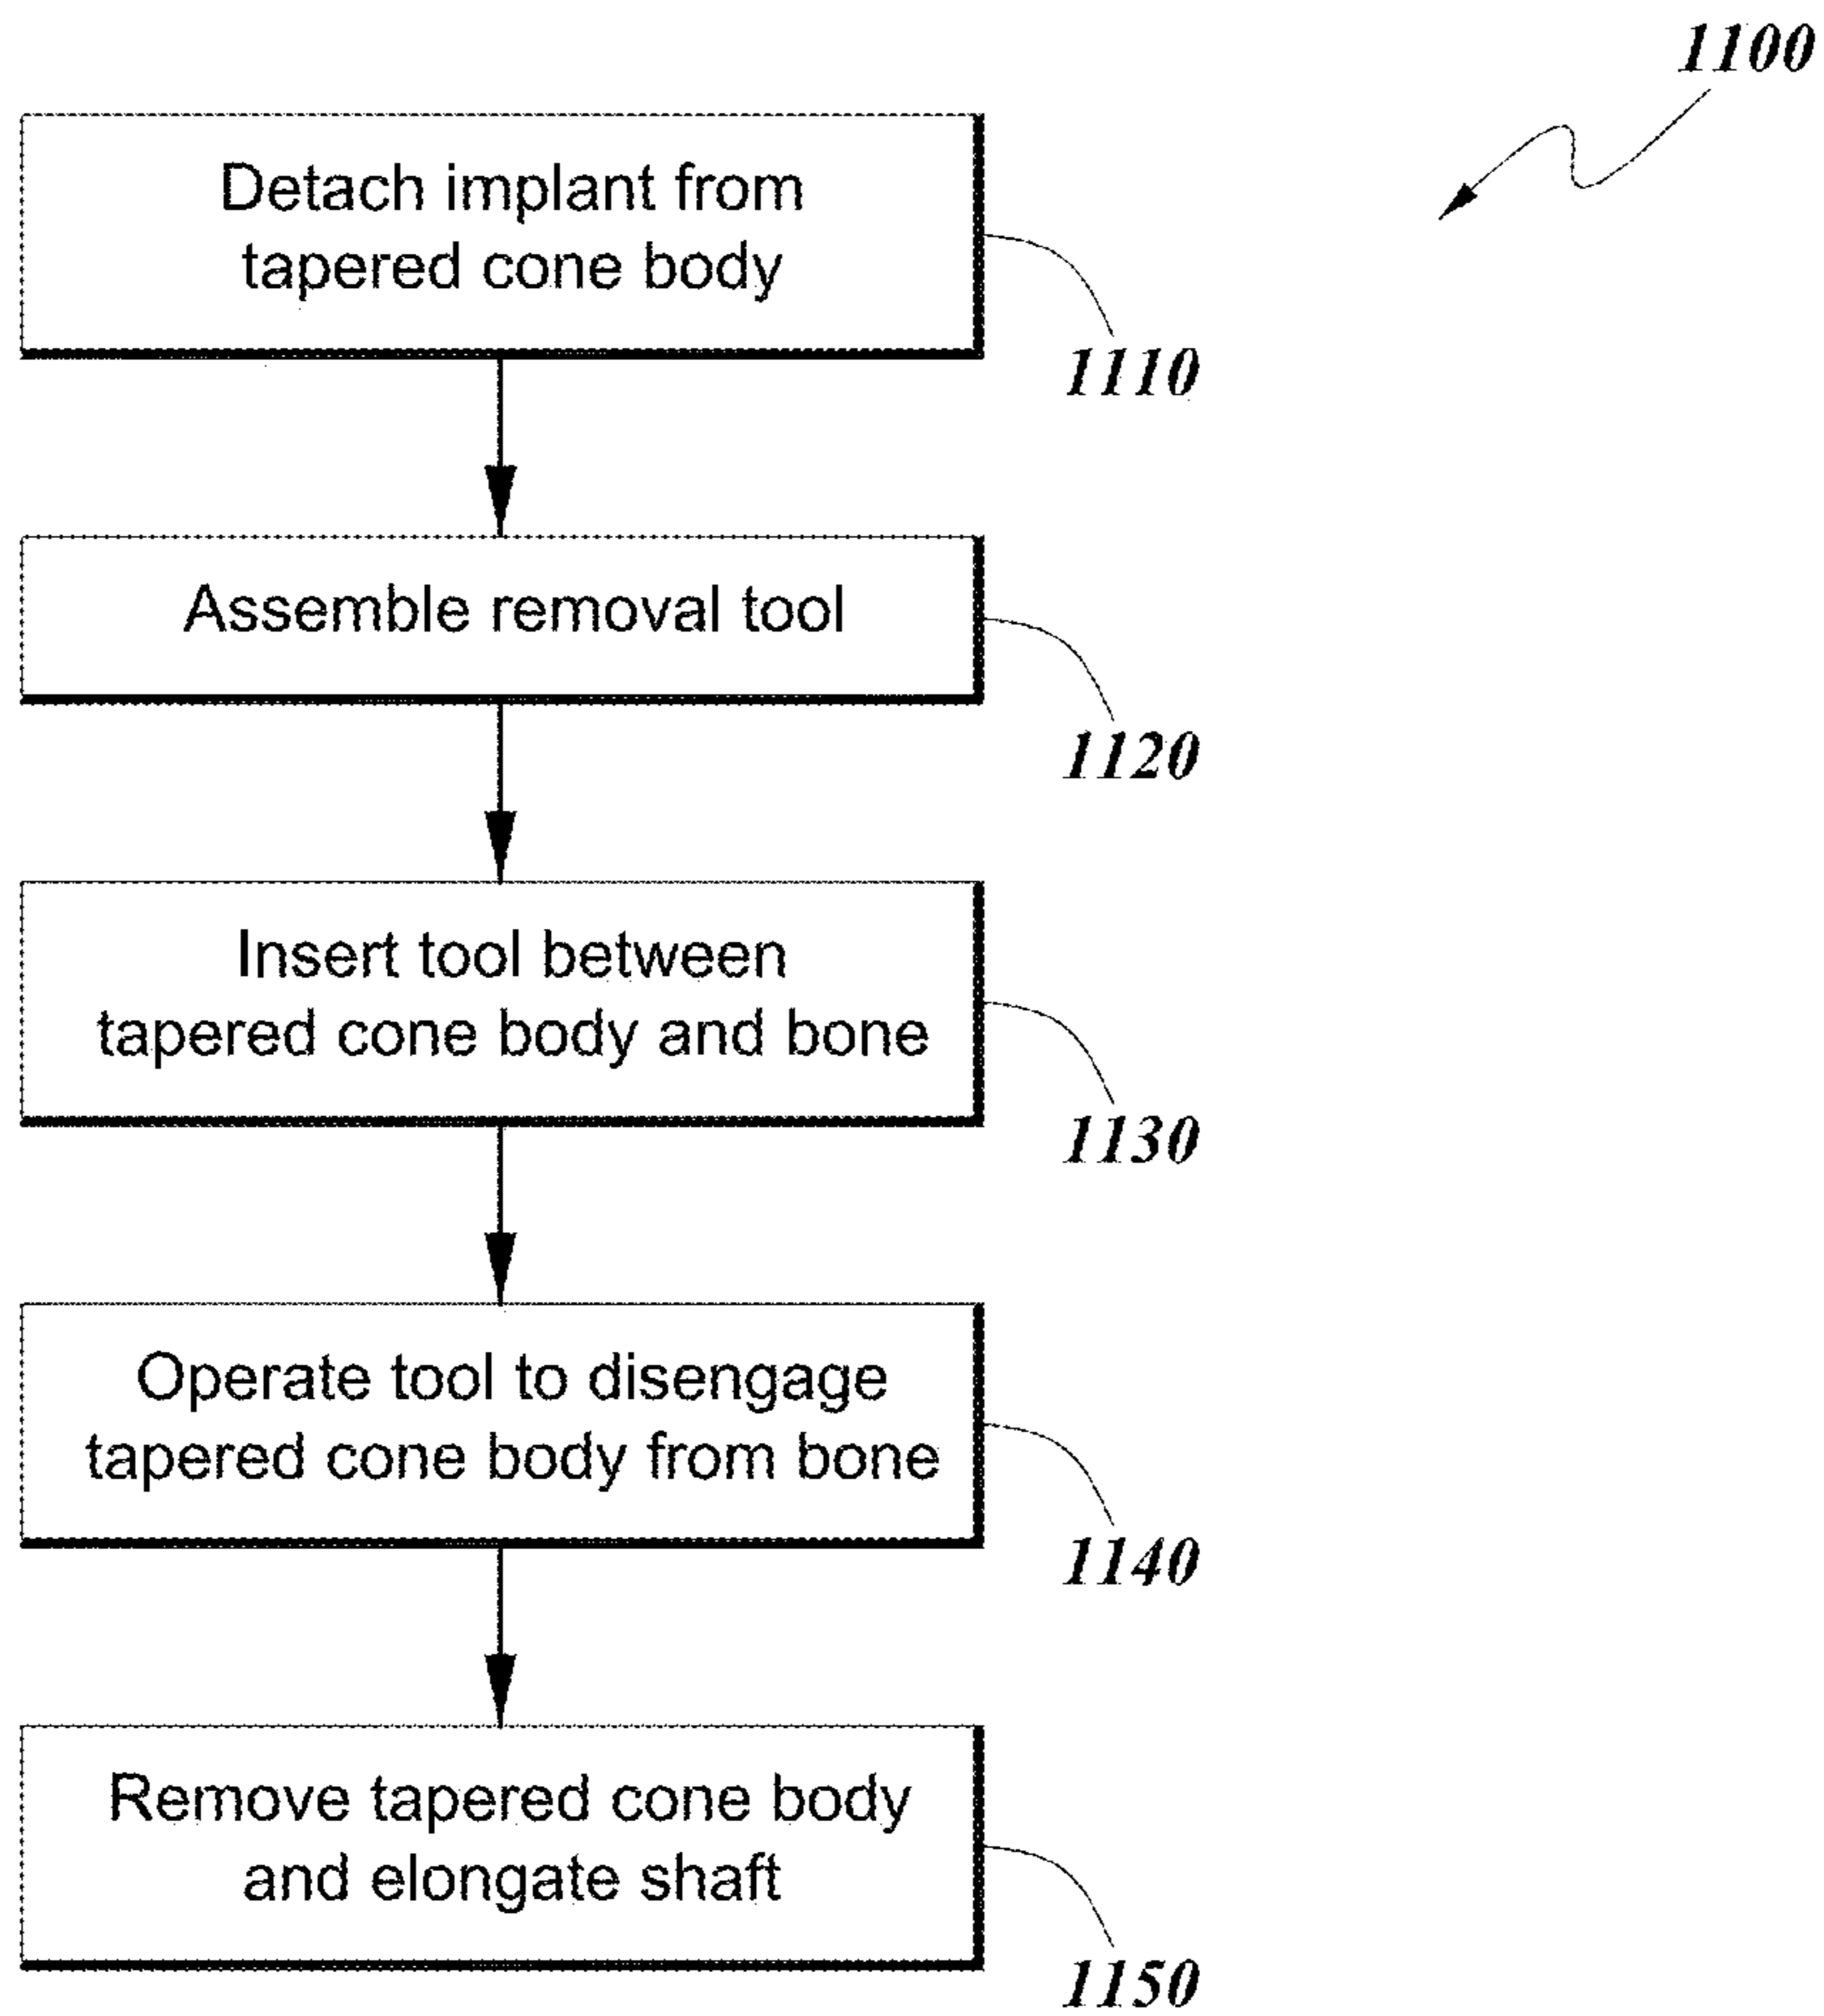 1100
Detach implant from
tapered cone body
1110
Assemble removal tool
1120
Insert tool between
tapered cone body and bone
1130
Operate tool to disengage
tapered cone body from bone
1140
Remove tapered cone body
and elongate shaft
1150